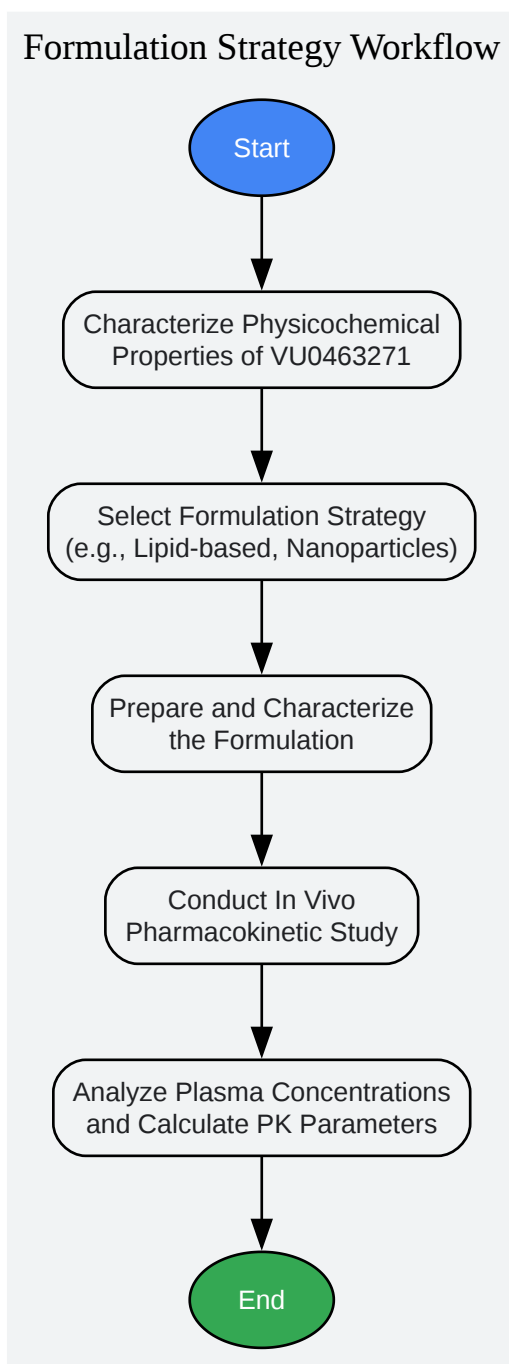 Formulation Strategy Workflow
Start
Characterize Physicochemical
Properties of VU0463271
Select Formulation Strategy
(e.g., Lipid-based, Nanoparticles)
Prepare and Characterize
the Formulation
Conduct In Vivo
Pharmacokinetic Study
Analyze Plasma Concentrations
and Calculate PK Parameters
End